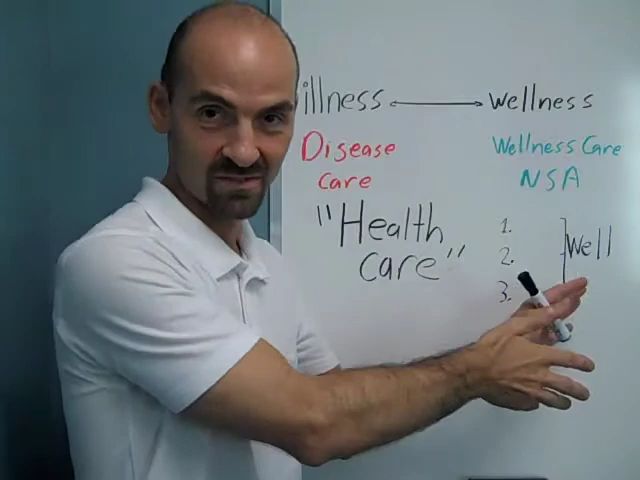 illness ↔ wellness
Disease
care
Wellness Care
NSA
"Health
care"
1.
2.
3.
Well